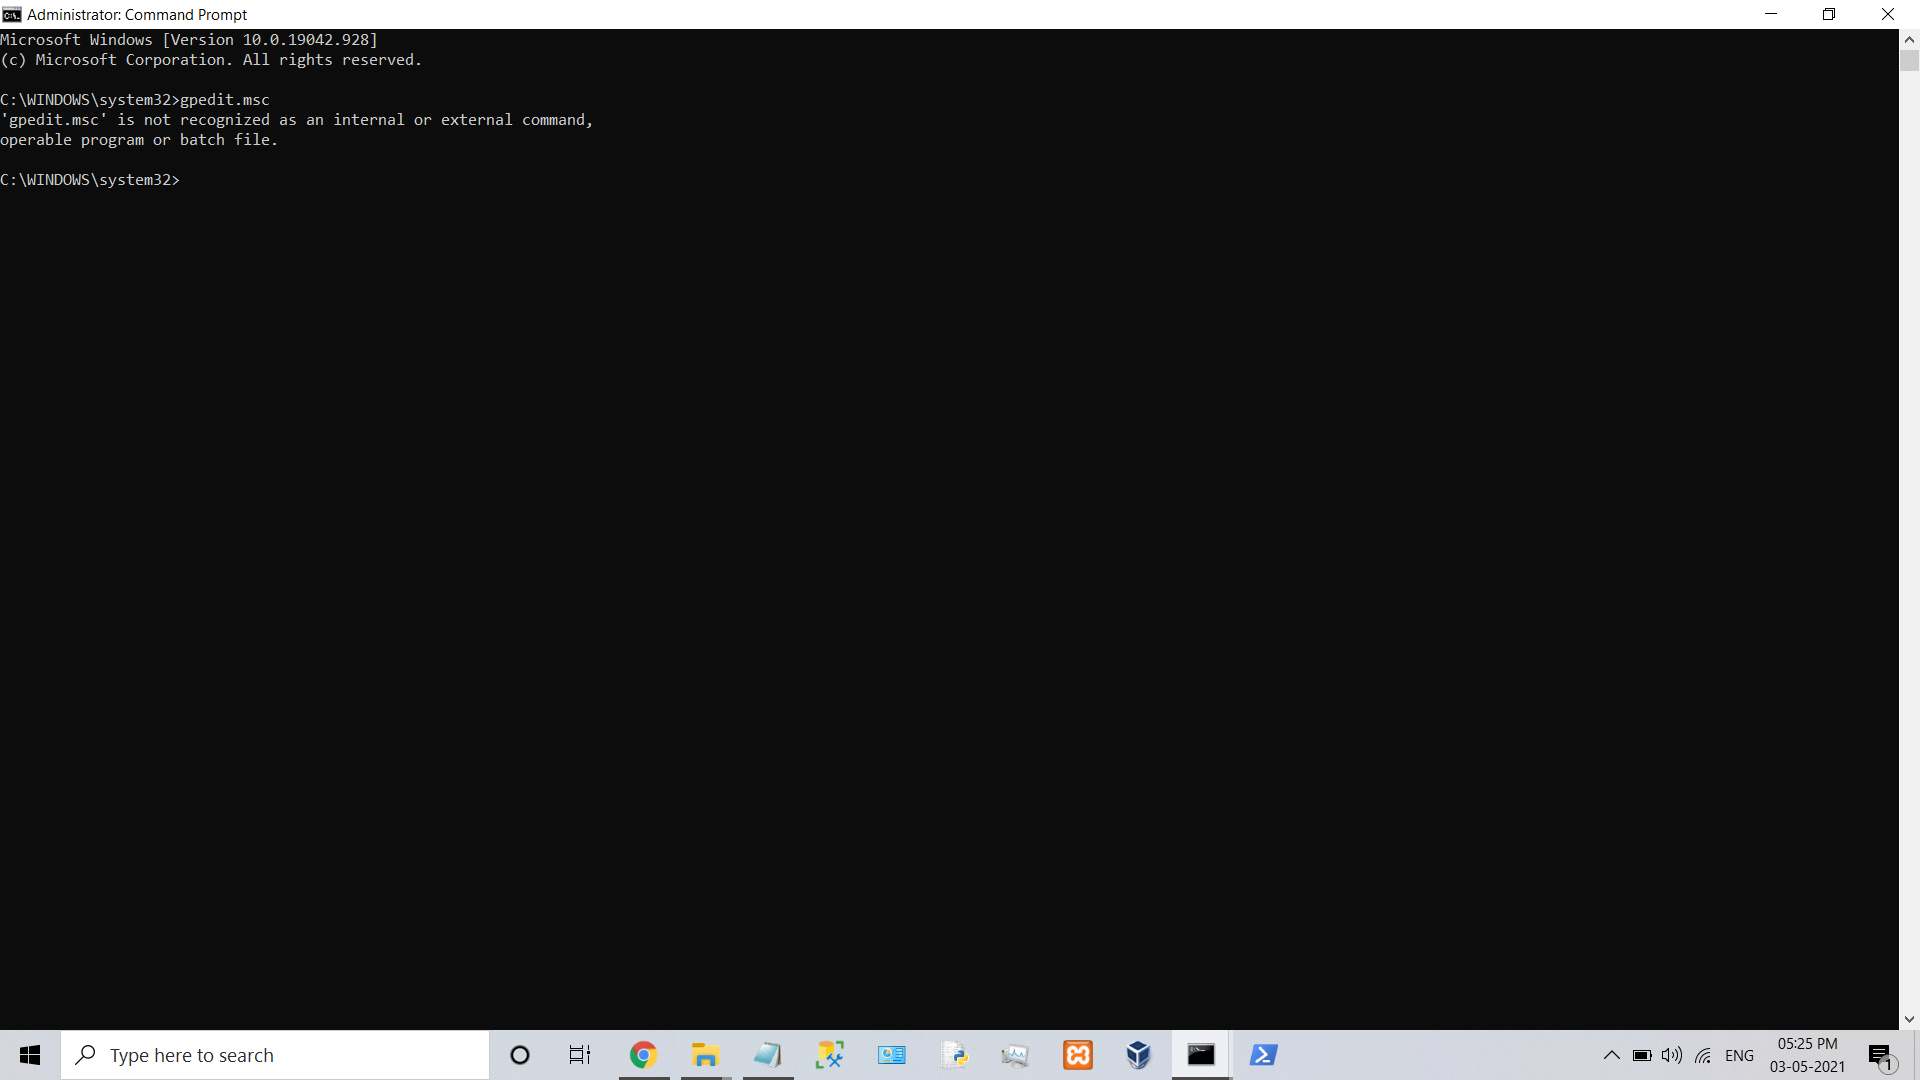 Administrator: Command Prompt
Microsoft Windows [Version 10.0.19042.928]
(c) Microsoft Corporation. All rights reserved.
C:\WINDOWS\system32>gpedit.msc
'gpedit.msc' is not recognized as an internal or external command,
operable program or batch file.
C:\WINDOWS\system32>
Type here to search
ENG
05:25 PM
03-05-2021
1